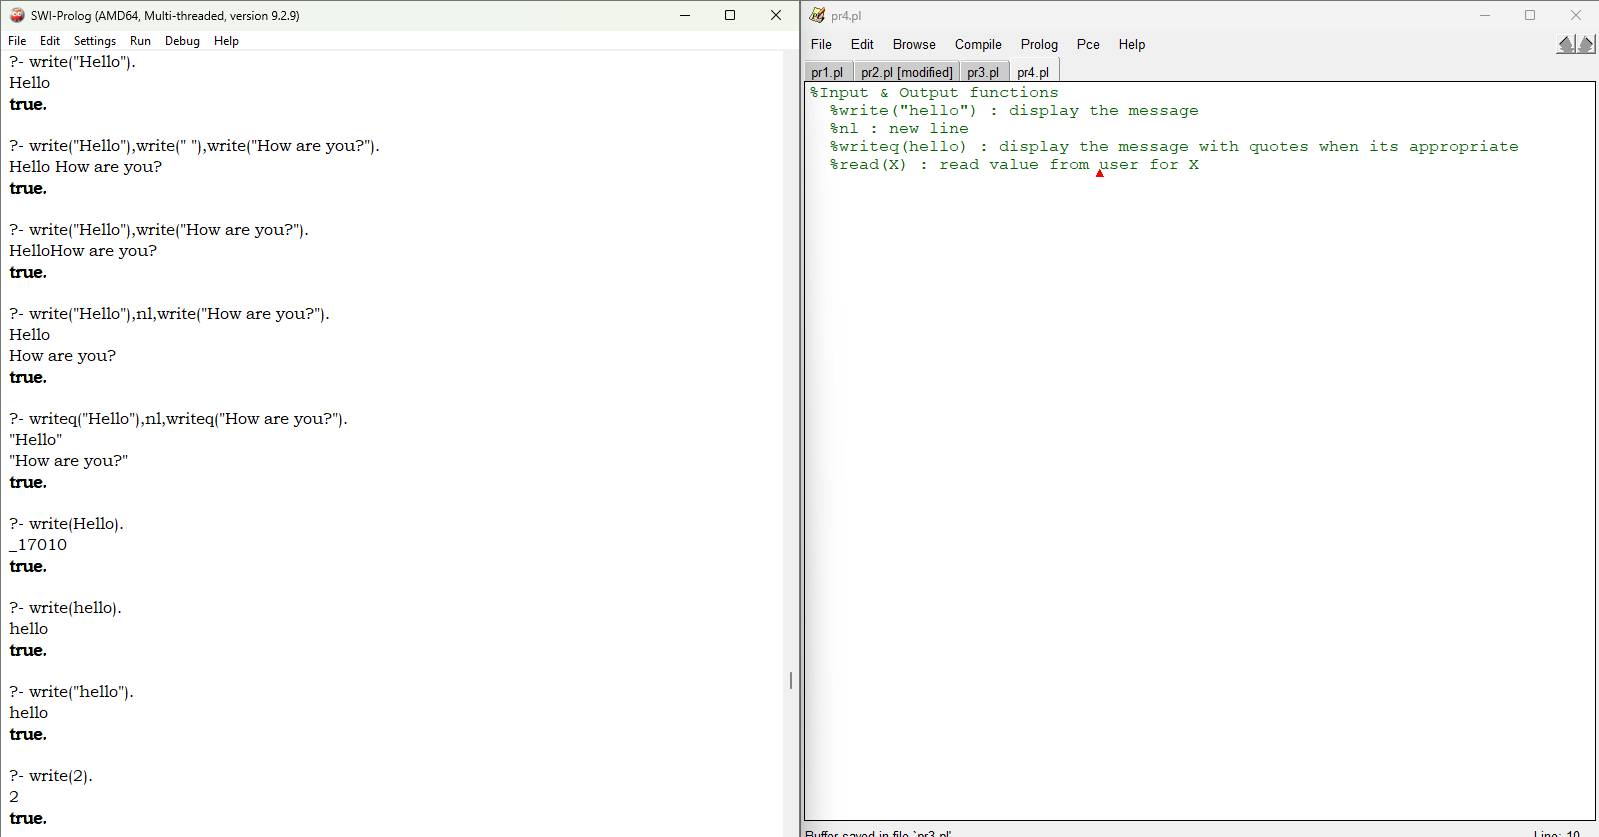 SWI-Prolog (AMD64, Multi-threaded, version 9.2.9)
File Edit Settings Run Debug Help
?- write("Hello").
Hello
true.
?- write("Hello"),write(" "),write("How are you?").
Hello How are you?
true.
?- write("Hello"),write("How are you?").
HelloHow are you?
true.
?- write("Hello"),nl,write("How are you?").
Hello
How are you?
true.
?- writeq("Hello"),nl,writeq("How are you?").
"Hello"
"How are you?"
true.
?- write(Hello).
_17010
true.
?- write(hello).
hello
true.
?- write("hello").
hello
true.
?- write(2).
2
true.
pr4.pl
File Edit Browse Compile Prolog Pce Help
pr1.pl pr2.pl [modified] pr3.pl pr4.pl
%Input & Output functions
%write("hello") : display the message
%nl : new line
%writeq(hello) : display the message with quotes when its appropriate
%read(X) : read value from user for X
Buffer saved in file `pr3.pl' Line: 10